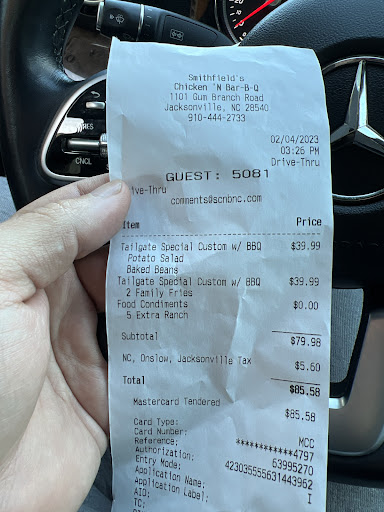 Smithfield's
Chicken 'N Bar-B-Q
1101 Gum Branch Road
Jacksonville, NC 28540
910-444-2733
02/04/2023
03:26 PM
Drive-Thru
GUEST: 5081
ive-Thru
comments@scnbnc.com
Item Price
Tailgate Special Custom w/ BBQ $39.99
Potato Salad
Baked Beans
Tailgate Special Custom w/ BBQ $39.99
2 Family Fries
Food Condiments $0.00
5 Extra Ranch
Subtotal $79.98
NC, Onslow, Jacksonville Tax $5.60
Total $85.58
Mastercard Tendered $85.58
Card Type: MCC
Card Number: ************4797
Reference: 63995270
Authorization: 423035555631443962
Entry Mode: I
Application Name:
Application Label:
AID:
TC:
CNCL